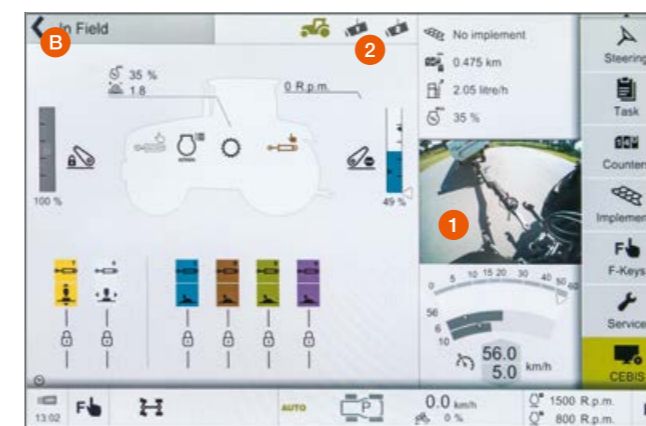 In Field
B
2
35 %
1.8
0 R.p.m.
100 %
49 %
No implement
0.475 km
2.05 litre/h
35 %
1
0 5 10 15 20 30 40 50 60
56
6
10
56.0
5.0 km/h
Steering
Task
Counters
Implement
F-Keys
Service
CEBIS
13:02
F
AUTO
P
0.0 km/h
0 %
1500 R.p.m.
800 R.p.m.